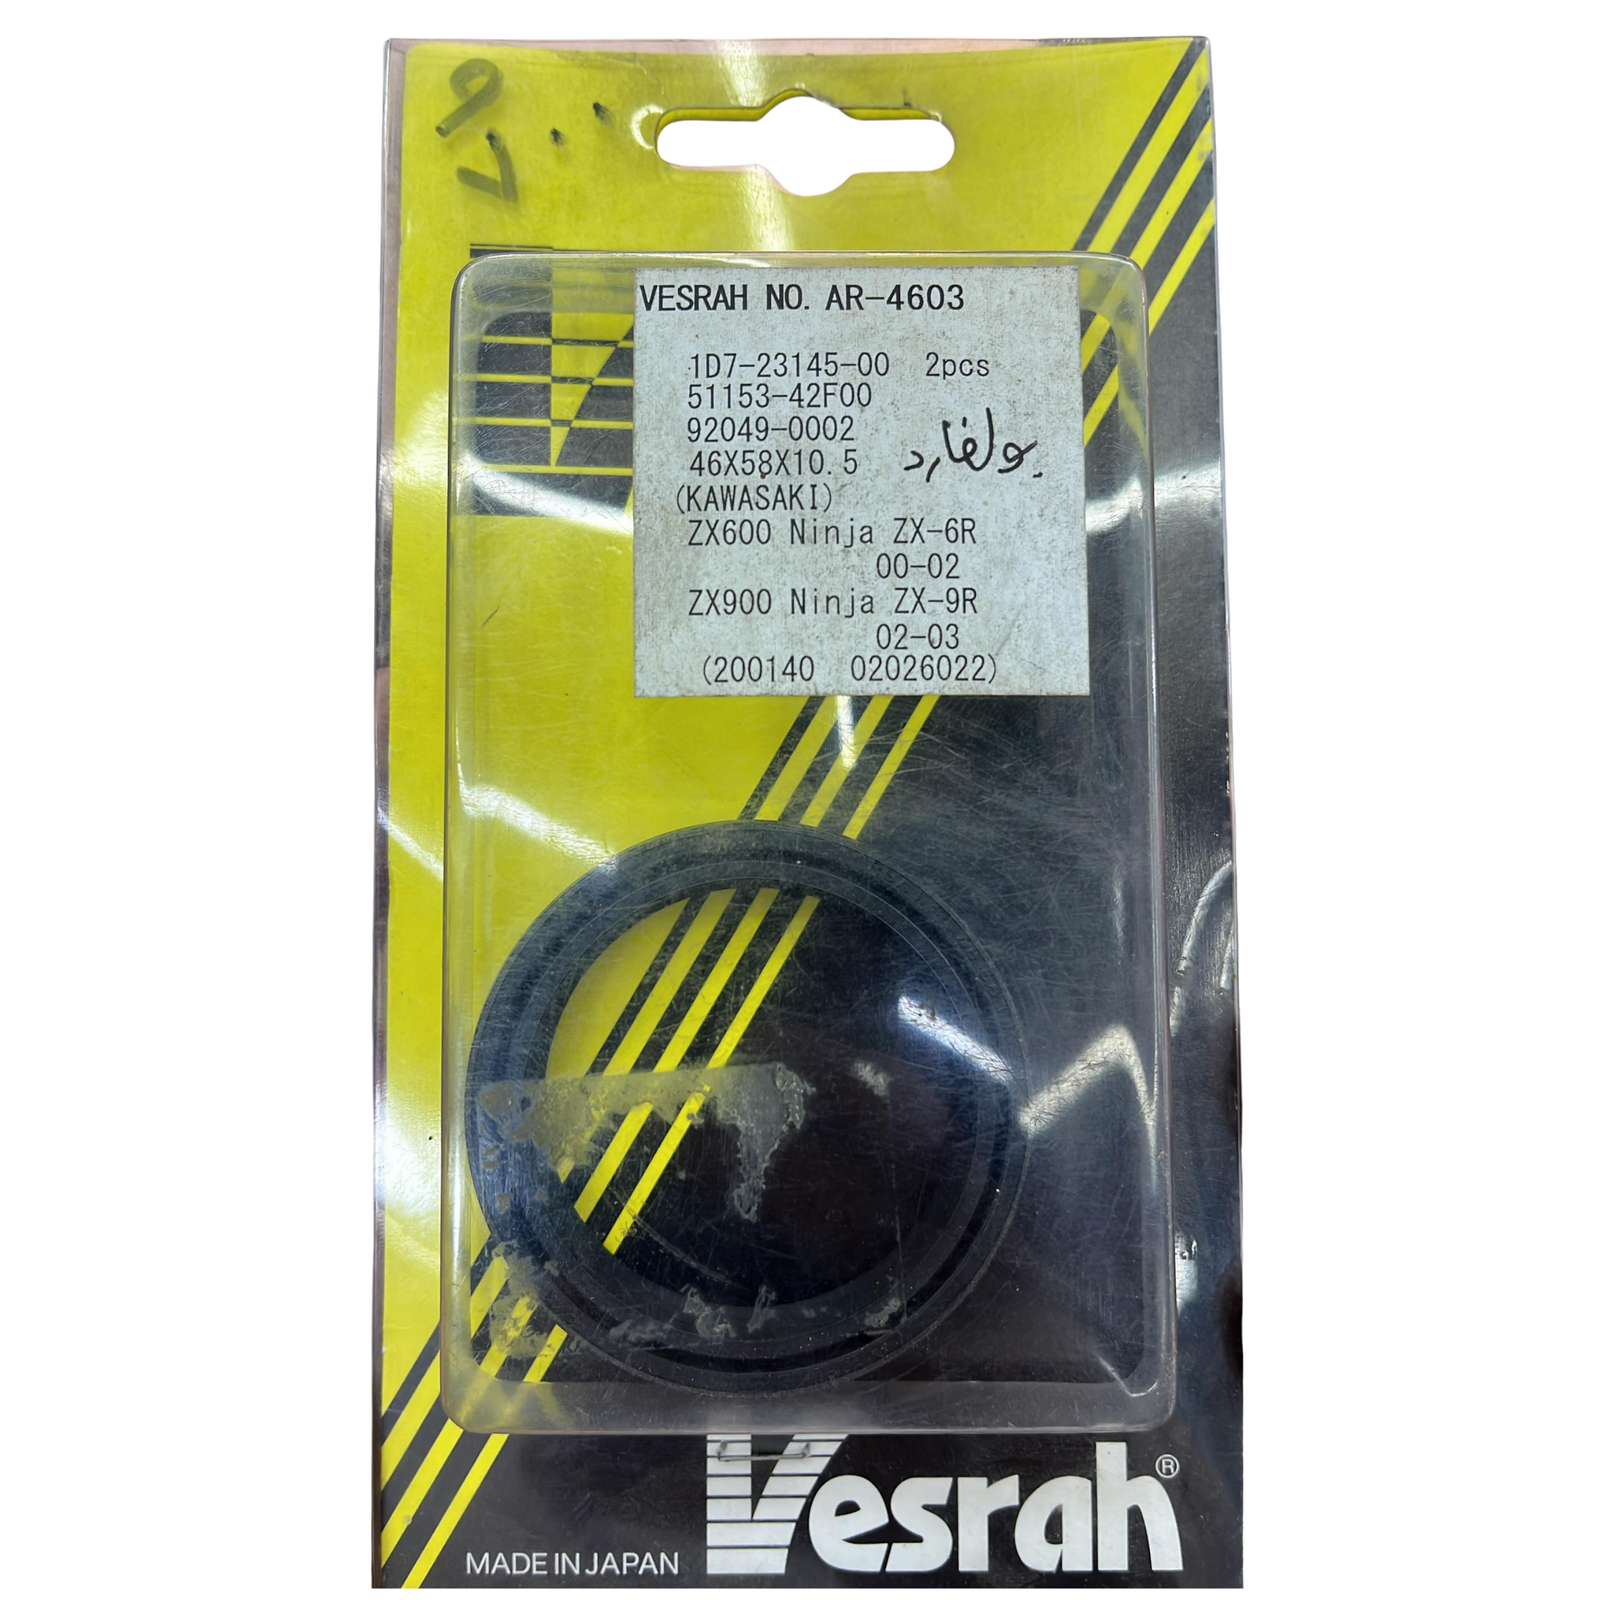 VESRAH NO. AR-4603
1D7-23145-00 2pcs
51153-42F00
92049-0002
46X58X10.5
بولفارد
(KAWASAKI)
ZX600 Ninja ZX-6R
00-02
ZX900 Ninja ZX-9R
02-03
(200140 02026022)
Vesrah®
MADE IN JAPAN